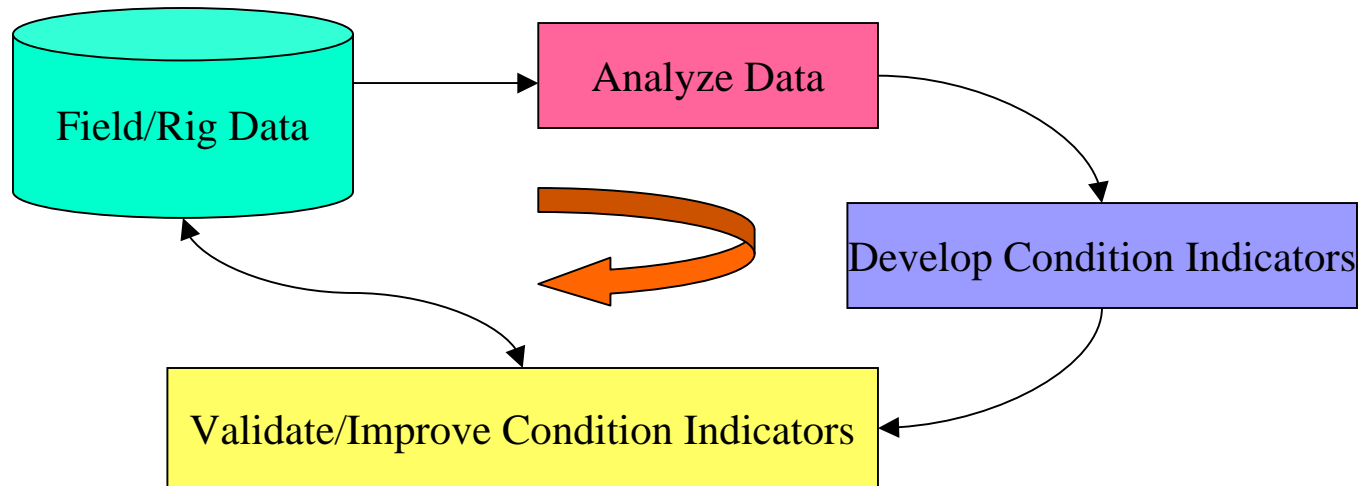 Field/Rig Data
Analyze Data
Develop Condition Indicators
Validate/Improve Condition Indicators